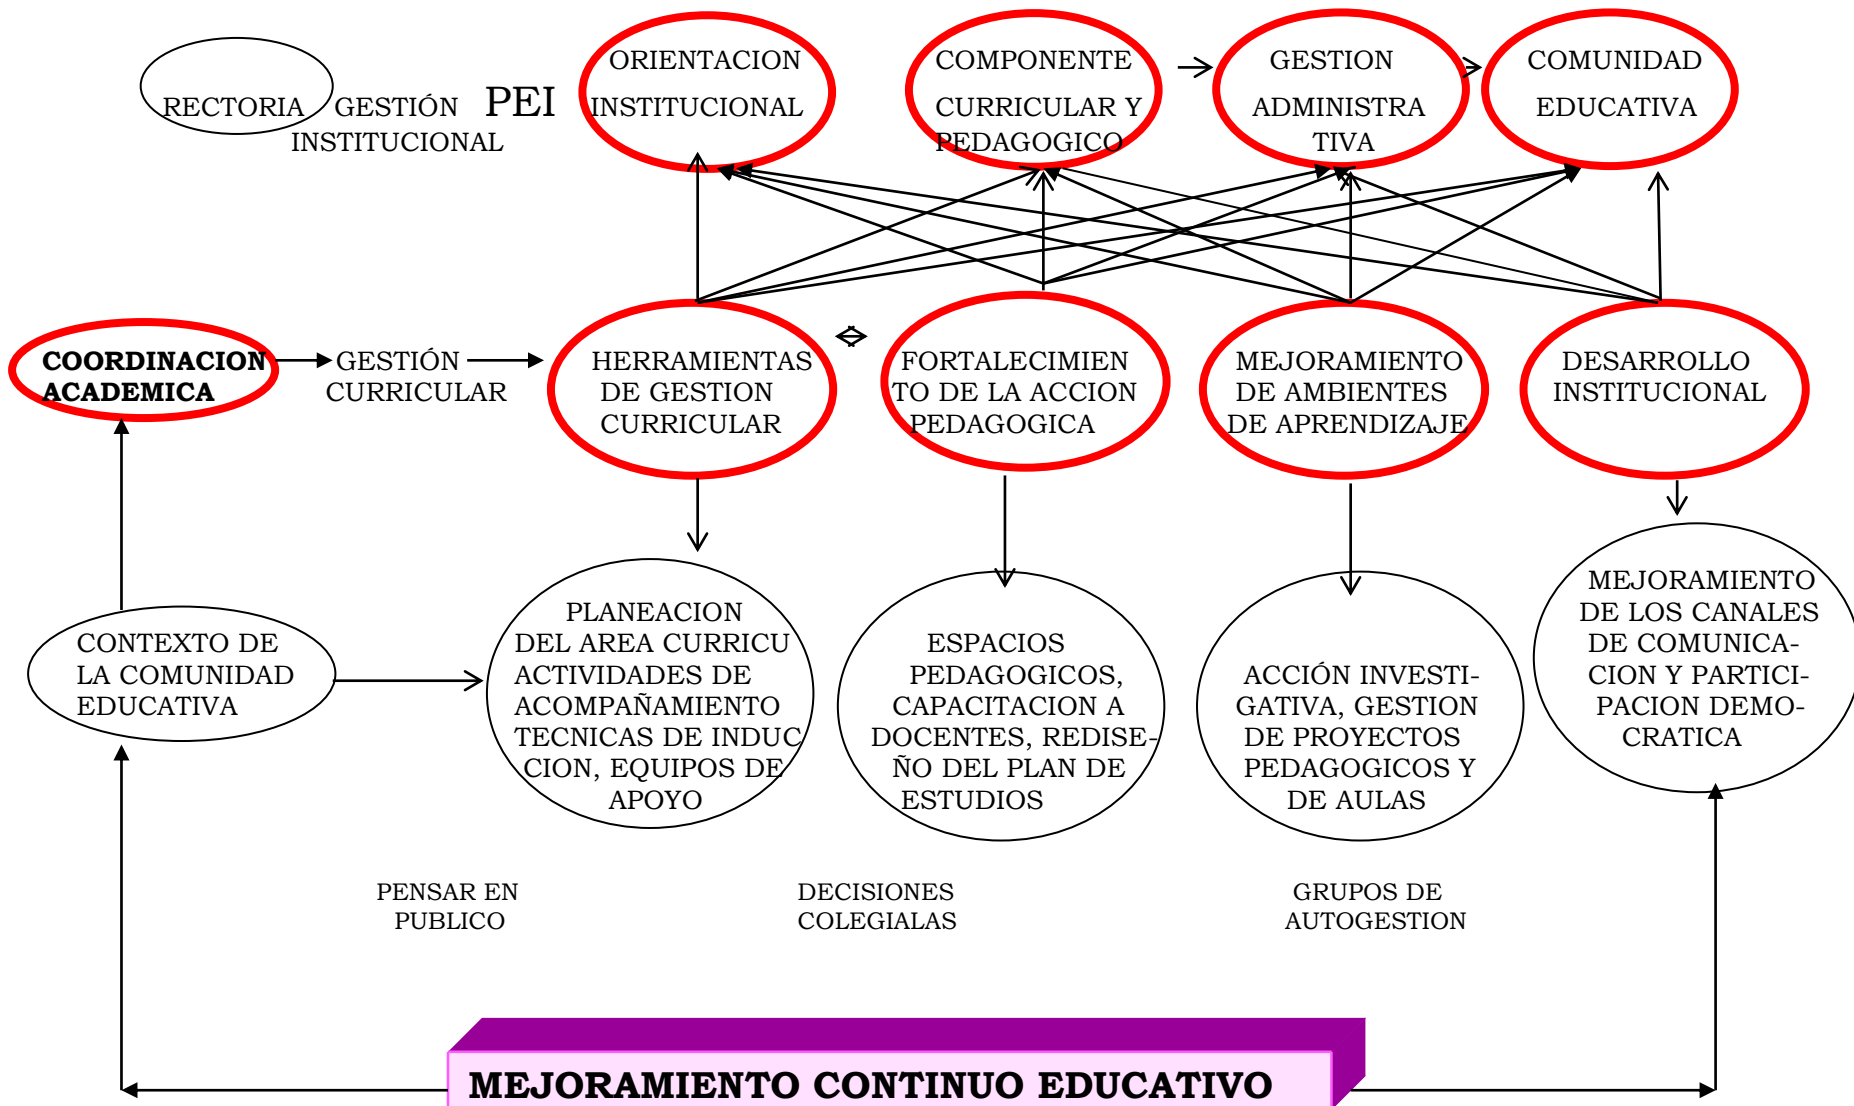 ORIENTACION
INSTITUCIONAL
COMPONENTE
CURRICULAR Y
PEDAGOGICO
GESTION
ADMINISTRA
TIVA
COMUNIDAD
EDUCATIVA
RECTORIA GESTIÓN PEI
INSTITUCIONAL
COORDINACION
ACADEMICA
GESTIÓN
CURRICULAR
HERRAMIENTAS
DE GESTION
CURRICULAR
FORTALECIMIEN
TO DE LA ACCION
PEDAGOGICA
MEJORAMIENTO
DE AMBIENTES
DE APRENDIZAJE
DESARROLLO
INSTITUCIONAL
CONTEXTO DE
LA COMUNIDAD
EDUCATIVA
PLANEACION
DEL AREA CURRICU
ACTIVIDADES DE
ACOMPAÑAMIENTO
TECNICAS DE INDUC
CION, EQUIPOS DE
APOYO
ESPACIOS
PEDAGOGICOS,
CAPACITACION A
DOCENTES, REDISE-
ÑO DEL PLAN DE
ESTUDIOS
ACCIÓN INVESTI-
GATIVA, GESTION
DE PROYECTOS
PEDAGOGICOS Y
DE AULAS
MEJORAMIENTO
DE LOS CANALES
DE COMUNICA-
CION Y PARTICI-
PACION DEMO-
CRATICA
PENSAR EN
PUBLICO
DECISIONES
COLEGIALAS
GRUPOS DE
AUTOGESTION
MEJORAMIENTO CONTINUO EDUCATIVO